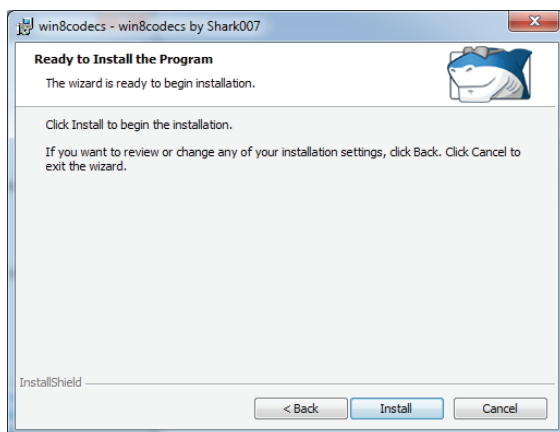 win8codecs - win8codecs by Shark007
Ready to Install the Program
The wizard is ready to begin installation.
Click Install to begin the installation.
If you want to review or change any of your installation settings, click Back. Click Cancel to
exit the wizard.
InstallShield
< Back Install Cancel